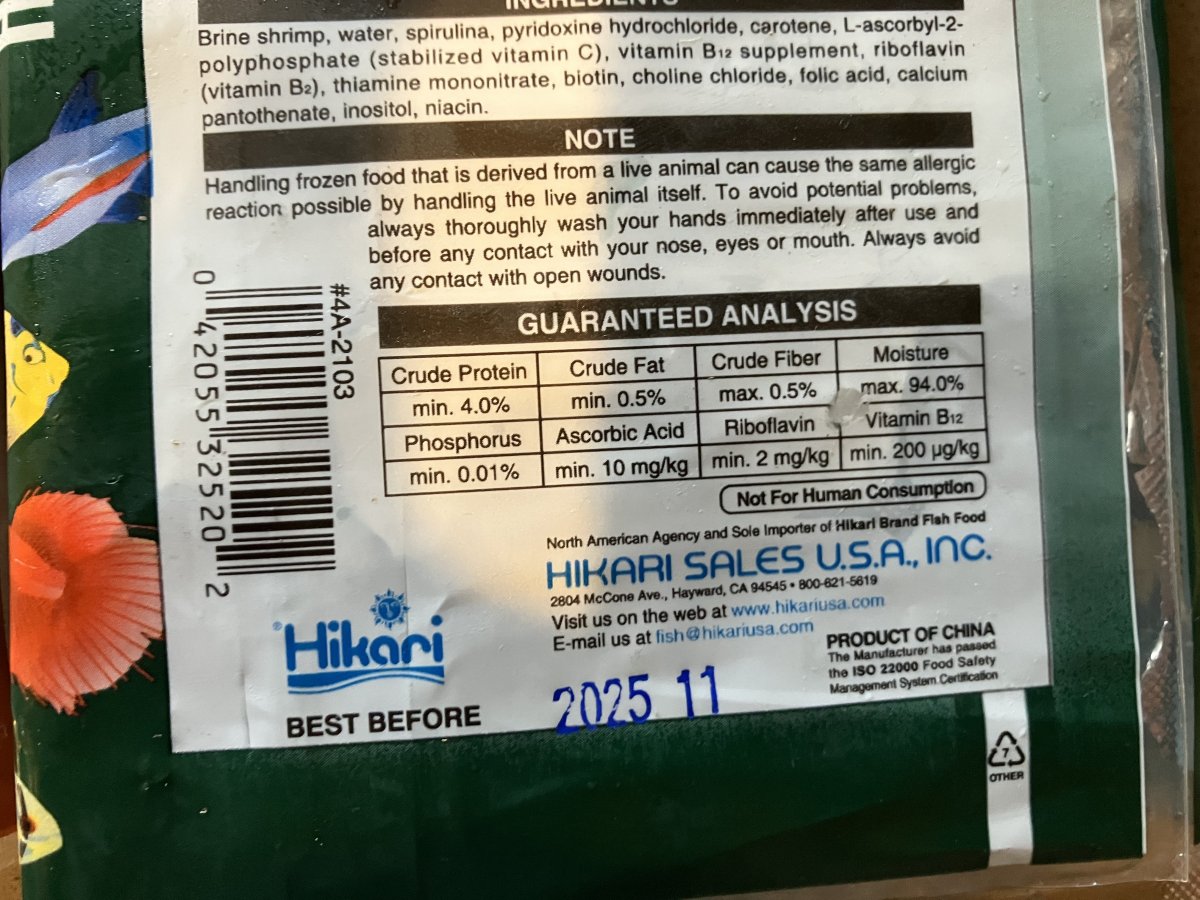 INGREDIENTS
Brine shrimp, water, spirulina, pyridoxine hydrochloride, carotene, L-ascorbyl-2-
polyphosphate (stabilized vitamin C), vitamin B12 supplement, riboflavin
(vitamin B2), thiamine mononitrate, biotin, choline chloride, folic acid, calcium
pantothenate, inositol, niacin.
NOTE
Handling frozen food that is derived from a live animal can cause the same allergic
reaction possible by handling the live animal itself. To avoid potential problems,
always thoroughly wash your hands immediately after use and
before any contact with your nose, eyes or mouth. Always avoid
any contact with open wounds.
#4A-2103
0 42055 32520 2
GUARANTEED ANALYSIS
Crude Protein Crude Fat Crude Fiber Moisture
min. 4.0% min. 0.5% max. 0.5% max. 94.0%
Phosphorus Ascorbic Acid Riboflavin Vitamin B12
min. 0.01% min. 10 mg/kg min. 2 mg/kg min. 200 µg/kg
Not For Human Consumption
North American Agency and Sole Importer of Hikari Brand Fish Food
HIKARI SALES U.S.A., INC.
2804 McCone Ave., Hayward, CA 94545 • 800-621-5619
Visit us on the web at www.hikariusa.com
E-mail us at fish@hikariusa.com
PRODUCT OF CHINA
The Manufacturer has passed
the ISO 22000 Food Safety
Management System Certification
Hikari®
BEST BEFORE 2025 11
7
OTHER